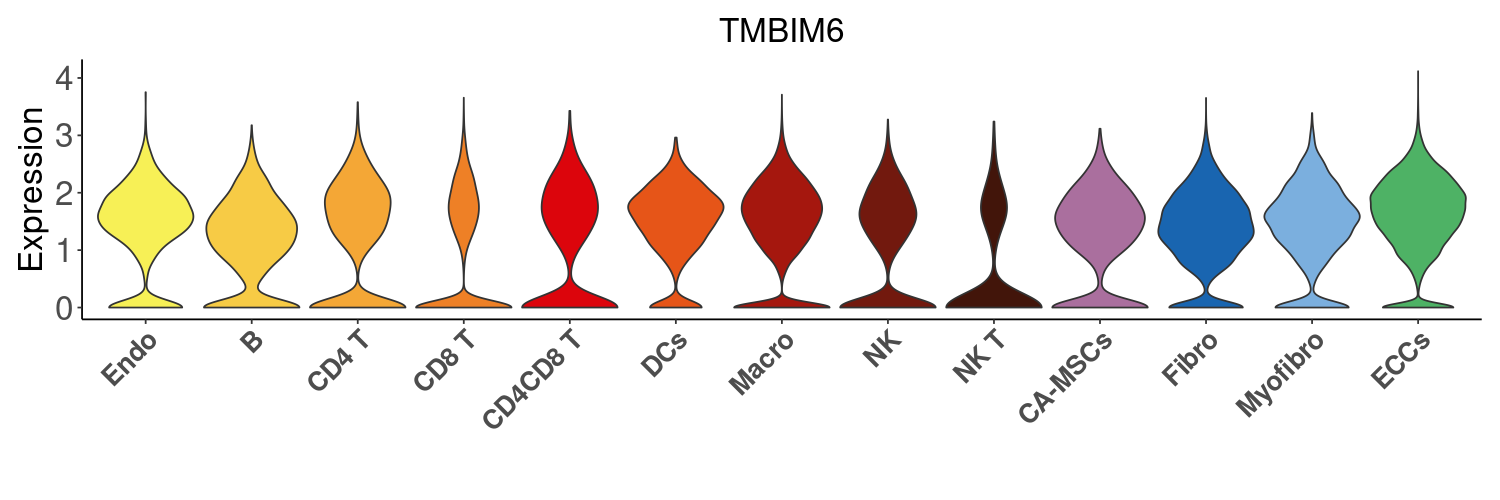 TMBIM6
Expression
4
3
2
1
0
Endo
B
CD4 T
CD8 T
CD4CD8 T
DCs
Macro
NK
NK T
CA-MSCs
Fibro
Myofibro
ECCs